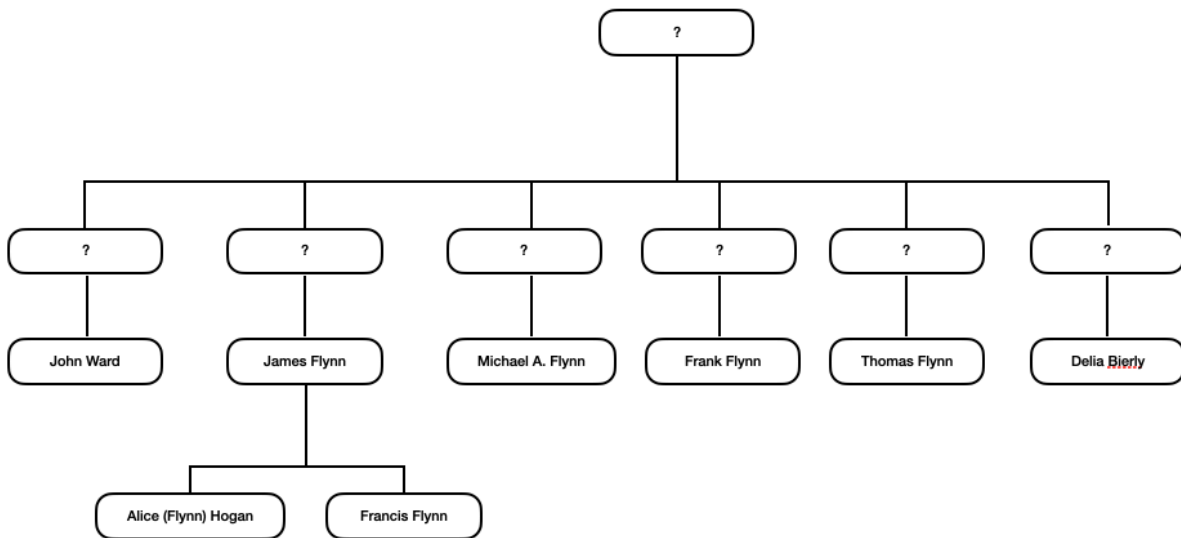 ?
?
?
?
?
?
?
John Ward
James Flynn
Michael A. Flynn
Frank Flynn
Thomas Flynn
Delia Bierly
Alice (Flynn) Hogan
Francis Flynn